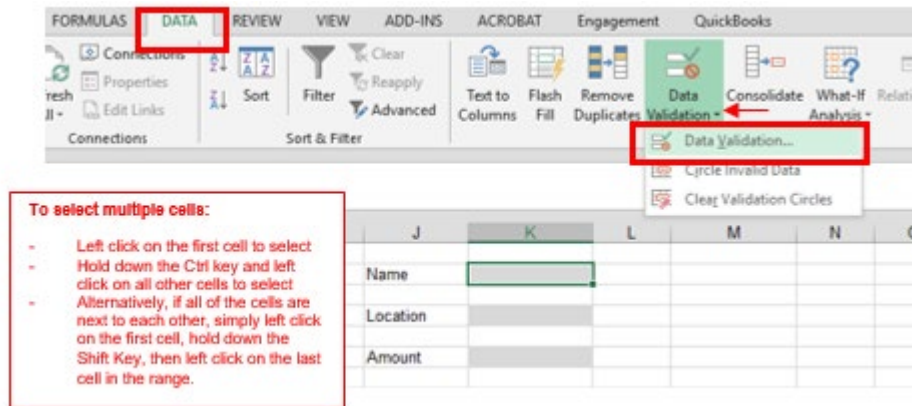 FORMULAS DATA REVIEW VIEW ADD-INS ACROBAT Engagement QuickBooks
Connections
Properties
Edit Links
Connections
Sort
Filter
Clear
Reapply
Advanced
Sort & Filter
Text to Columns
Flash Fill
Remove Duplicates
Data Validation
Consolidate
What-If Analysis
Data Validation...
Circle Invalid Data
Clear Validation Circles
To select multiple cells:
- Left click on the first cell to select
- Hold down the Ctrl key and left
click on all other cells to select
- Alternatively, if all of the cells are
next to each other, simply left click
on the first cell, hold down the
Shift Key, then left click on the last
cell in the range.
J K L M N
Name
Location
Amount